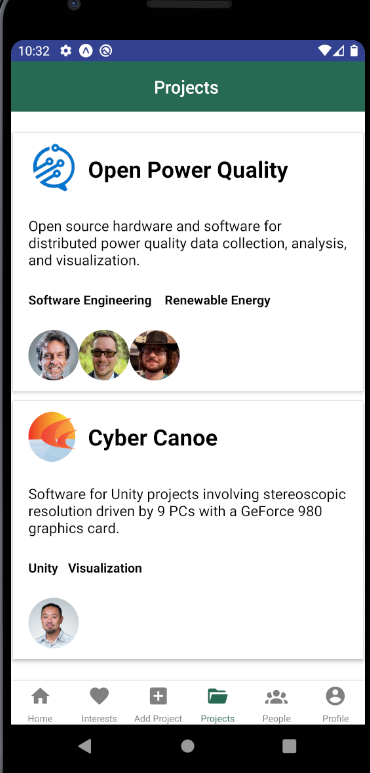 10:32
Projects
Open Power Quality
Open source hardware and software for
distributed power quality data collection, analysis,
and visualization.
Software Engineering Renewable Energy
Cyber Canoe
Software for Unity projects involving stereoscopic
resolution driven by 9 PCs with a GeForce 980
graphics card.
Unity Visualization
Home Interests Add Project Projects People Profile